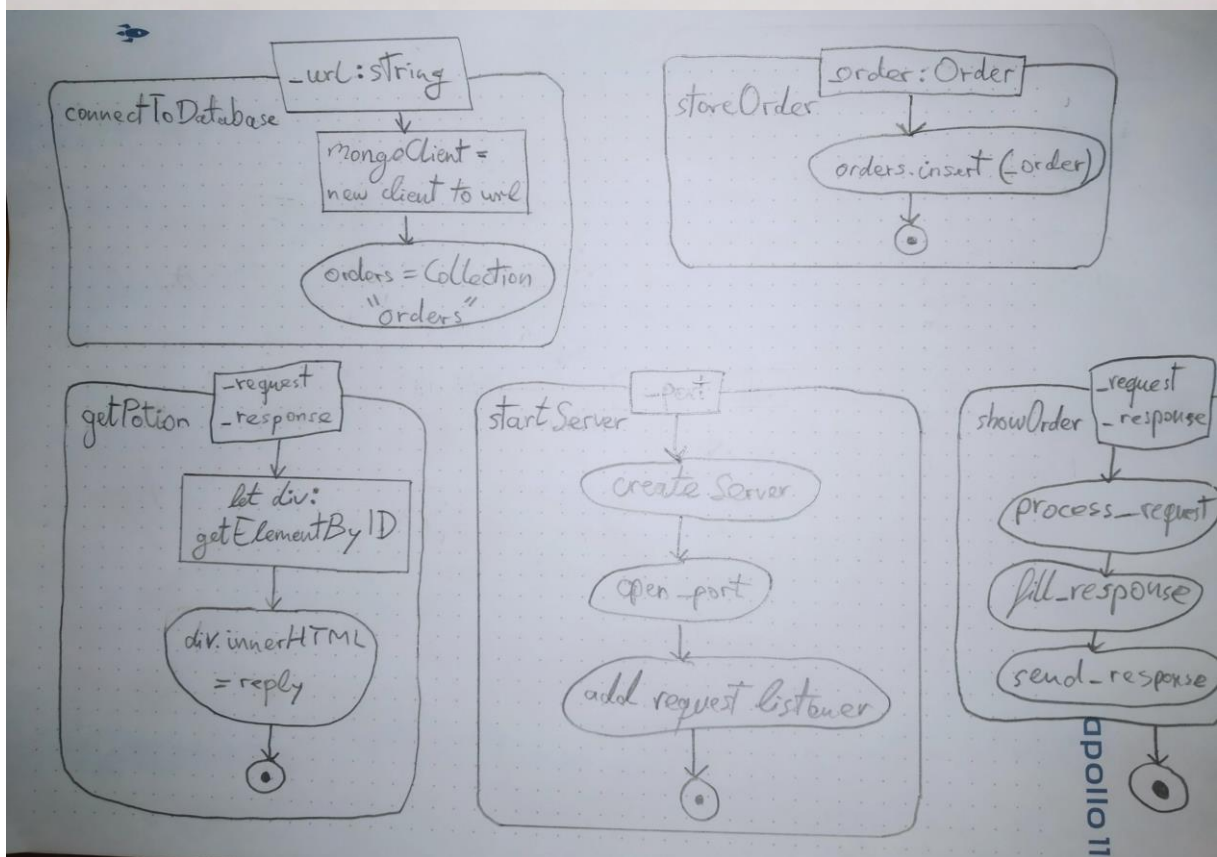 _url:string
connectToDatabase
mongoClient =
new client to url
orders = Collection
"orders"
_order: Order
storeOrder
orders.insert (_order)
_request
_response
getPotion
let div:
getElementByID
div.innerHTML
= reply
_port
startServer
create Server
open_port
add request listener
_request
_response
showOrder
process_request
fill_response
send_response
apollo 11